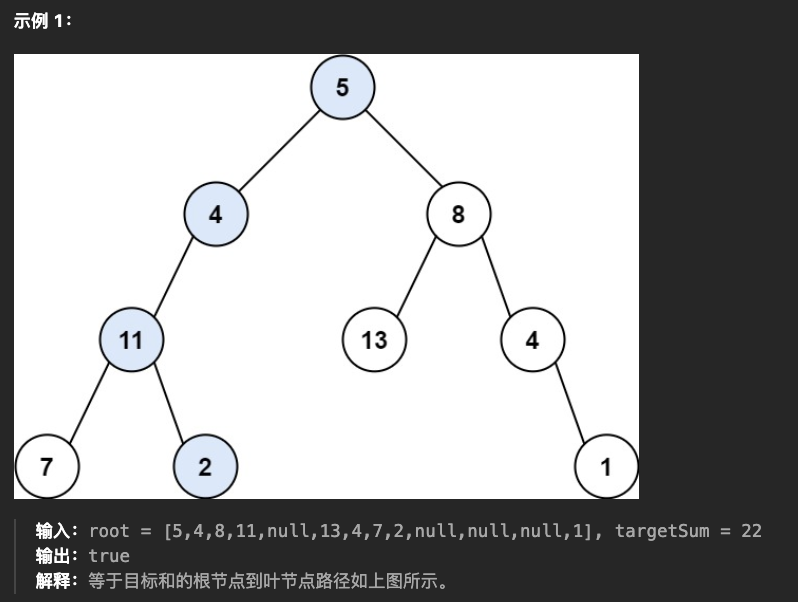 示例 1：
5
4
8
11
13
4
7
2
1
输入：root = [5,4,8,11,null,13,4,7,2,null,null,null,1], targetSum = 22
输出：true
解释：等于目标和的根节点到叶节点路径如上图所示。